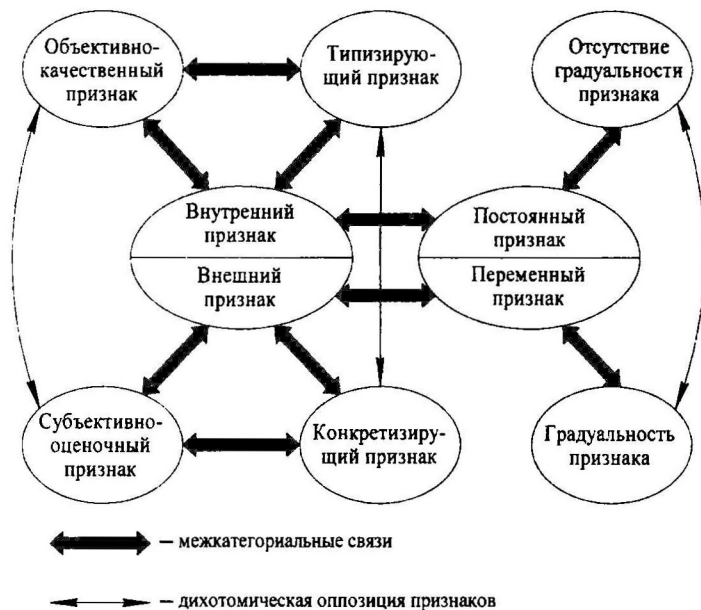 Объективно-
качественный
признак
Типизирую-
щий признак
Отсутствие
градуальности
признака
Внутренний
признак
Внешний
признак
Постоянный
признак
Переменный
признак
Субъективно-
оценочный
признак
Конкретизиру-
щий признак
Градуальность
признака
– межкатегориальные связи
– дихотомическая оппозиция признаков